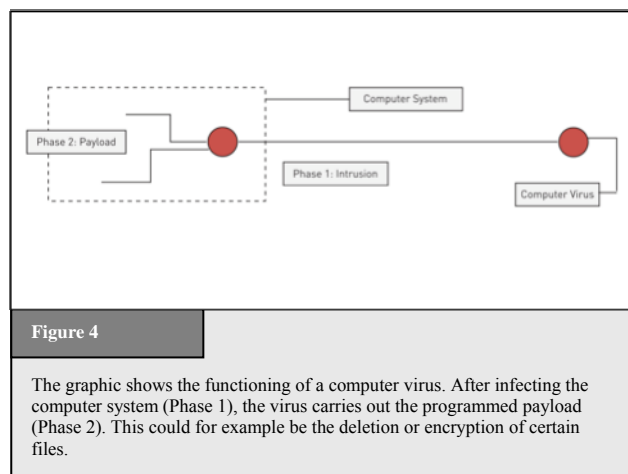 Computer System
Phase 2: Payload
Phase 1: Intrusion
Computer Virus
Figure 4
The graphic shows the functioning of a computer virus. After infecting the
computer system (Phase 1), the virus carries out the programmed payload
(Phase 2). This could for example be the deletion or encryption of certain
files.